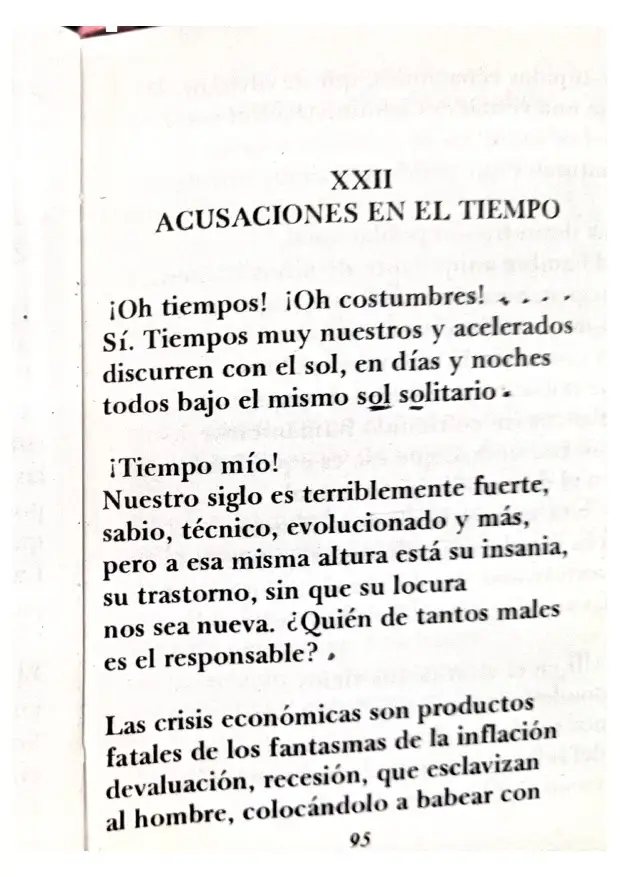 XXII
ACUSACIONES EN EL TIEMPO
¡Oh tiempos! ¡Oh costumbres! . . . .
Sí. Tiempos muy nuestros y acelerados
discurren con el sol, en días y noches
todos bajo el mismo sol solitario.
¡Tiempo mío!
Nuestro siglo es terriblemente fuerte,
sabio, técnico, evolucionado y más,
pero a esa misma altura está su insania,
su trastorno, sin que su locura
nos sea nueva. ¿Quién de tantos males
es el responsable? .
Las crisis económicas son productos
fatales de los fantasmas de la inflación
devaluación, recesión, que esclavizan
al hombre, colocándolo a babear con
95